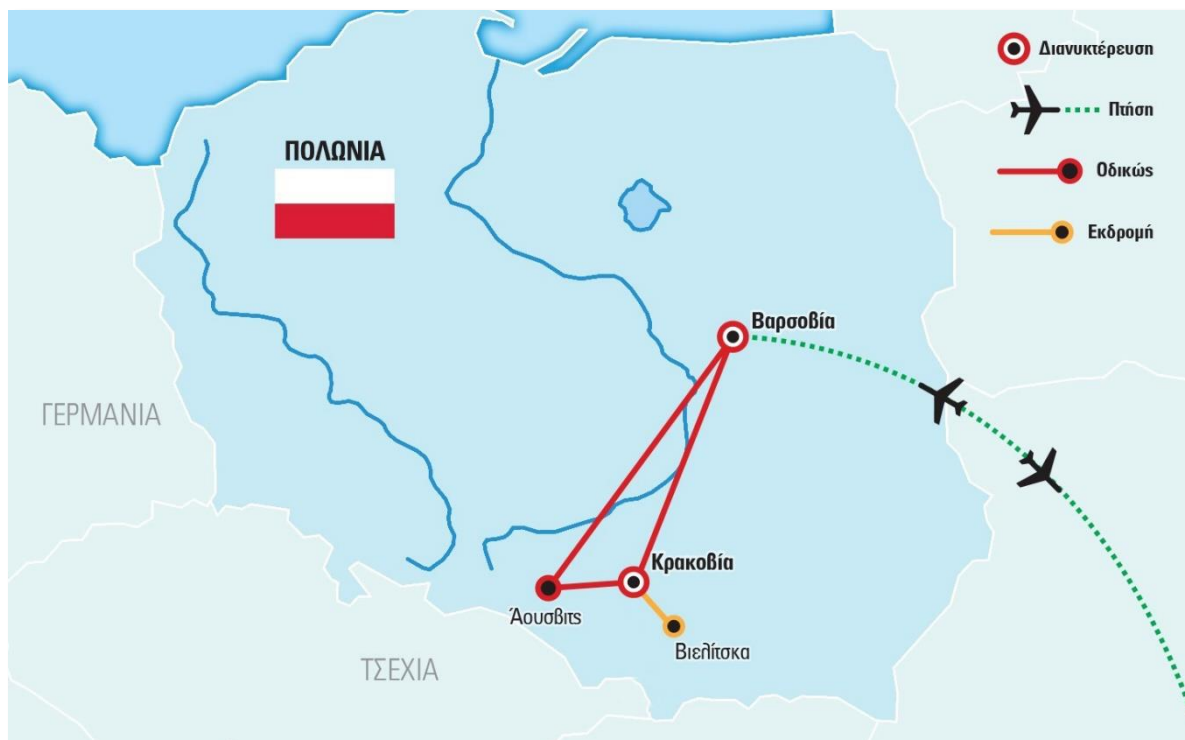 Διανυκτέρευση
Πτήση
Οδικώς
Εκδρομή
ΠΟΛΩΝΙΑ
Βαρσοβία
ΓΕΡΜΑΝΙΑ
Κρακοβία
Άουσβιτς
Βιελίτσκα
ΤΣΕΧΙΑ